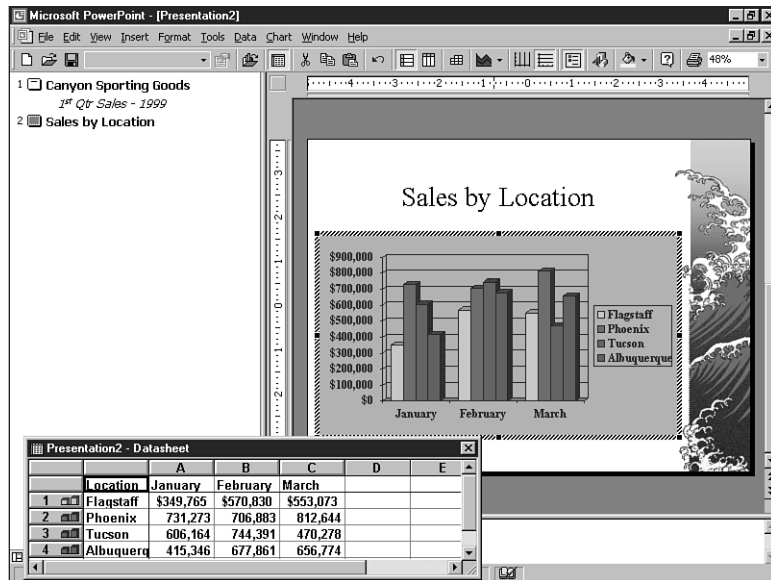 Microsoft PowerPoint - [Presentation2]
File Edit View Insert Format Tools Data Chart Window Help
48%
1 Canyon Sporting Goods
1st Qtr Sales - 1999
2 Sales by Location
Sales by Location
$900,000
$800,000
$700,000
$600,000
$500,000
$400,000
$300,000
$200,000
$100,000
$0
January February March
Flagstaff
Phoenix
Tucson
Albuquerque
Presentation2 - Datasheet
A B C D E
Location January February March
1 Flagstaff $349,765 $570,830 $553,073
2 Phoenix 731,273 706,883 812,644
3 Tucson 606,164 744,391 470,278
4 Albuquerq 415,346 677,861 656,774